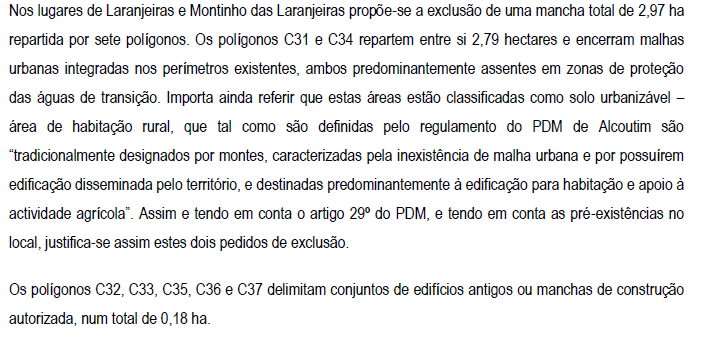 Nos lugares de Laranjeiras e Montinho das Laranjeiras propõe-se a exclusão de uma mancha total de 2,97 ha
repartida por sete polígonos. Os polígonos C31 e C34 repartem entre si 2,79 hectares e encerram malhas
urbanas integradas nos perímetros existentes, ambos predominantemente assentes em zonas de proteção
das águas de transição. Importa ainda referir que estas áreas estão classificadas como solo urbanizável –
área de habitação rural, que tal como são definidas pelo regulamento do PDM de Alcoutim são
“tradicionalmente designados por montes, caracterizadas pela inexistência de malha urbana e por possuírem
edificação disseminada pelo território, e destinadas predominantemente à edificação para habitação e apoio à
actividade agrícola”. Assim e tendo em conta o artigo 29º do PDM, e tendo em conta as pré-existências no
local, justifica-se assim estes dois pedidos de exclusão.
Os polígonos C32, C33, C35, C36 e C37 delimitam conjuntos de edifícios antigos ou manchas de construção
autorizada, num total de 0,18 ha.